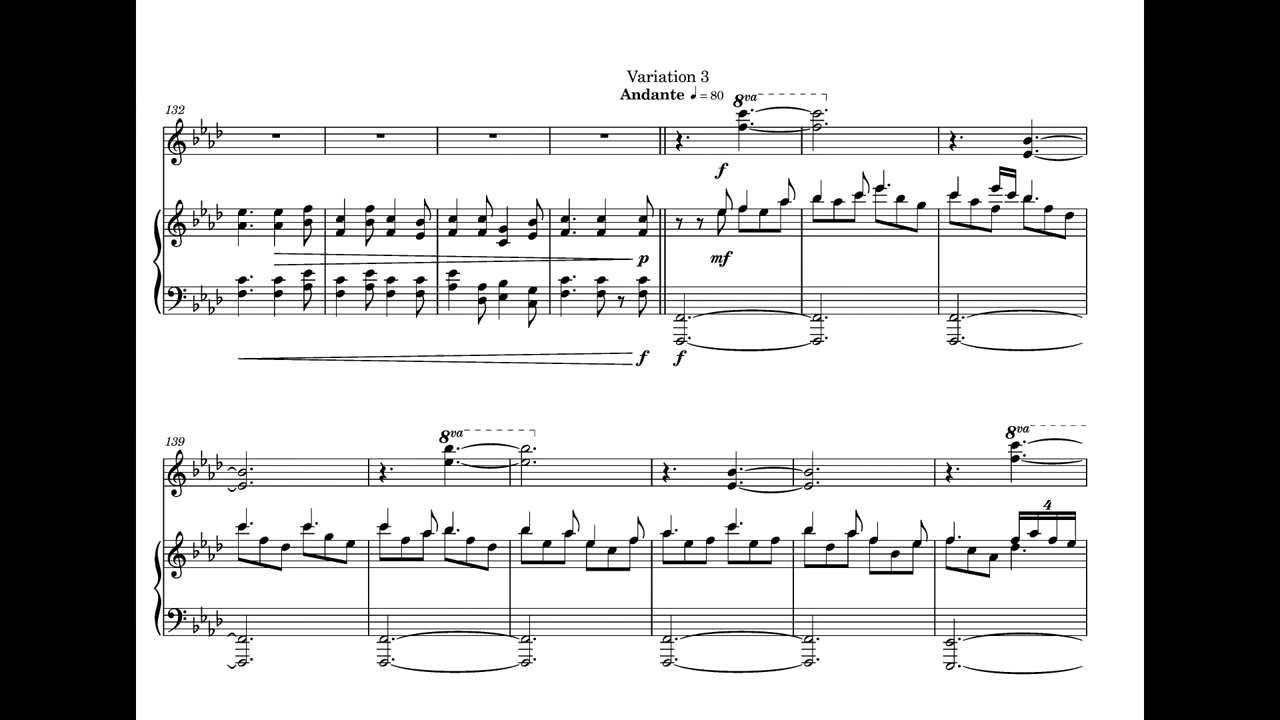 Variation 3
Andante ♩ = 80
132
8va
f
mf
p
f
f
139
8va
8va
4